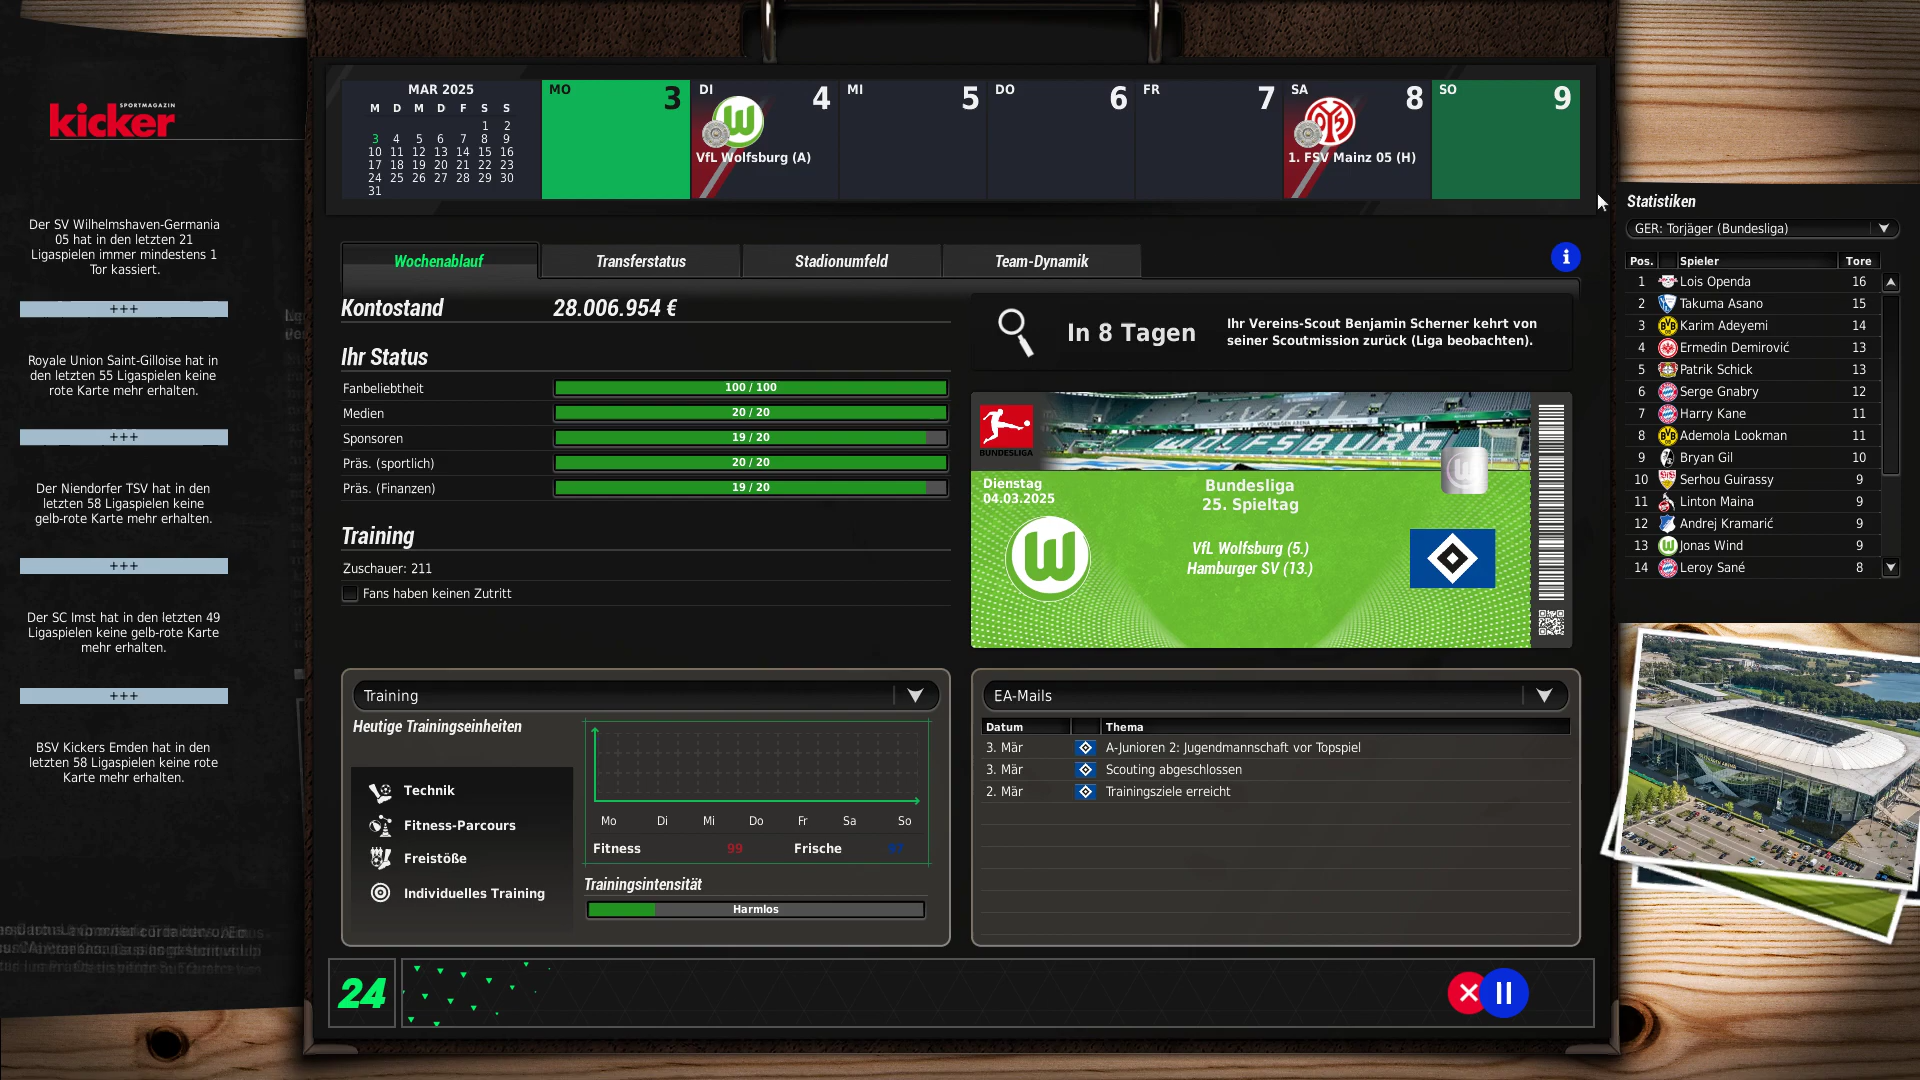 kicker
SPORTMAGAZIN
Der SV Wilhelmshaven-Germania
05 hat in den letzten 21
Ligaspielen immer mindestens 1
Tor kassiert.
+++
Royale Union Saint-Gilloise hat in
den letzten 55 Ligaspielen keine
rote Karte mehr erhalten.
+++
Der Niendorfer TSV hat in den
letzten 58 Ligaspielen keine
gelb-rote Karte mehr erhalten.
+++
Der SC Imst hat in den letzten 49
Ligaspielen keine gelb-rote Karte
mehr erhalten.
+++
BSV Kickers Emden hat in den
letzten 58 Ligaspielen keine rote
Karte mehr erhalten.
MAR 2025
M D M D F S S
1 2
3 4 5 6 7 8 9
10 11 12 13 14 15 16
17 18 19 20 21 22 23
24 25 26 27 28 29 30
31
MO 3
DI 4
VfL Wolfsburg (A)
MI 5
DO 6
FR 7
SA 8
1. FSV Mainz 05 (H)
SO 9
Wochenablauf
Transferstatus
Stadionumfeld
Team-Dynamik
i
Kontostand 28.006.954 €
Ihr Status
Fanbeliebtheit 100 / 100
Medien 20 / 20
Sponsoren 19 / 20
Präs. (sportlich) 20 / 20
Präs. (Finanzen) 19 / 20
Training
Zuschauer: 211
Fans haben keinen Zutritt
In 8 Tagen
Ihr Vereins-Scout Benjamin Scherner kehrt von
seiner Scoutmission zurück (Liga beobachten).
BUNDESLIGA
VFL
VOLKSWAGEN ARENA
WOLFSBURG
Dienstag
04.03.2025
Bundesliga
25. Spieltag
VfL Wolfsburg (5.)
Hamburger SV (13.)
Training
Heutige Trainingseinheiten
Technik
Fitness-Parcours
Freistöße
Individuelles Training
Mo Di Mi Do Fr Sa So
Fitness 99 Frische
Trainingsintensität
Harmlos
EA-Mails
Datum Thema
3. Mär A-Junioren 2: Jugendmannschaft vor Topspiel
3. Mär Scouting abgeschlossen
2. Mär Trainingsziele erreicht
24
Statistiken
GER: Torjäger (Bundesliga)
Pos. Spieler Tore
1 Lois Openda 16
2 Takuma Asano 15
3 Karim Adeyemi 14
4 Ermedin Demirović 13
5 Patrik Schick 13
6 Serge Gnabry 12
7 Harry Kane 11
8 Ademola Lookman 11
9 Bryan Gil 10
10 Serhou Guirassy 9
11 Linton Maina 9
12 Andrej Kramarić 9
13 Jonas Wind 9
14 Leroy Sané 8